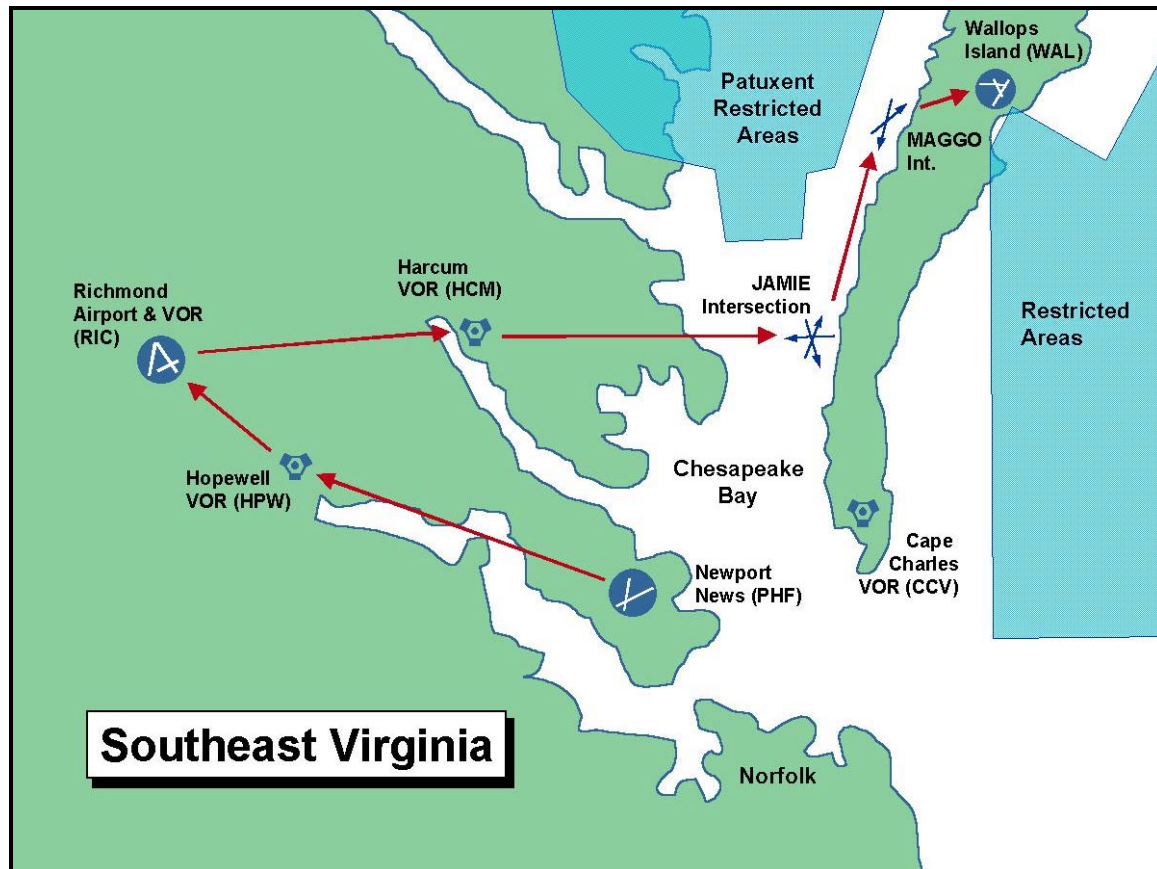 Wallops
Island (WAL)
Patuxent
Restricted
Areas
MAGGO
Int.
Harcum
VOR (HCM)
JAMIE
Intersection
Richmond
Airport & VOR
(RIC)
Restricted
Areas
Hopewell
VOR (HPW)
Chesapeake
Bay
Cape
Charles
VOR (CCV)
Newport
News (PHF)
Southeast Virginia
Norfolk